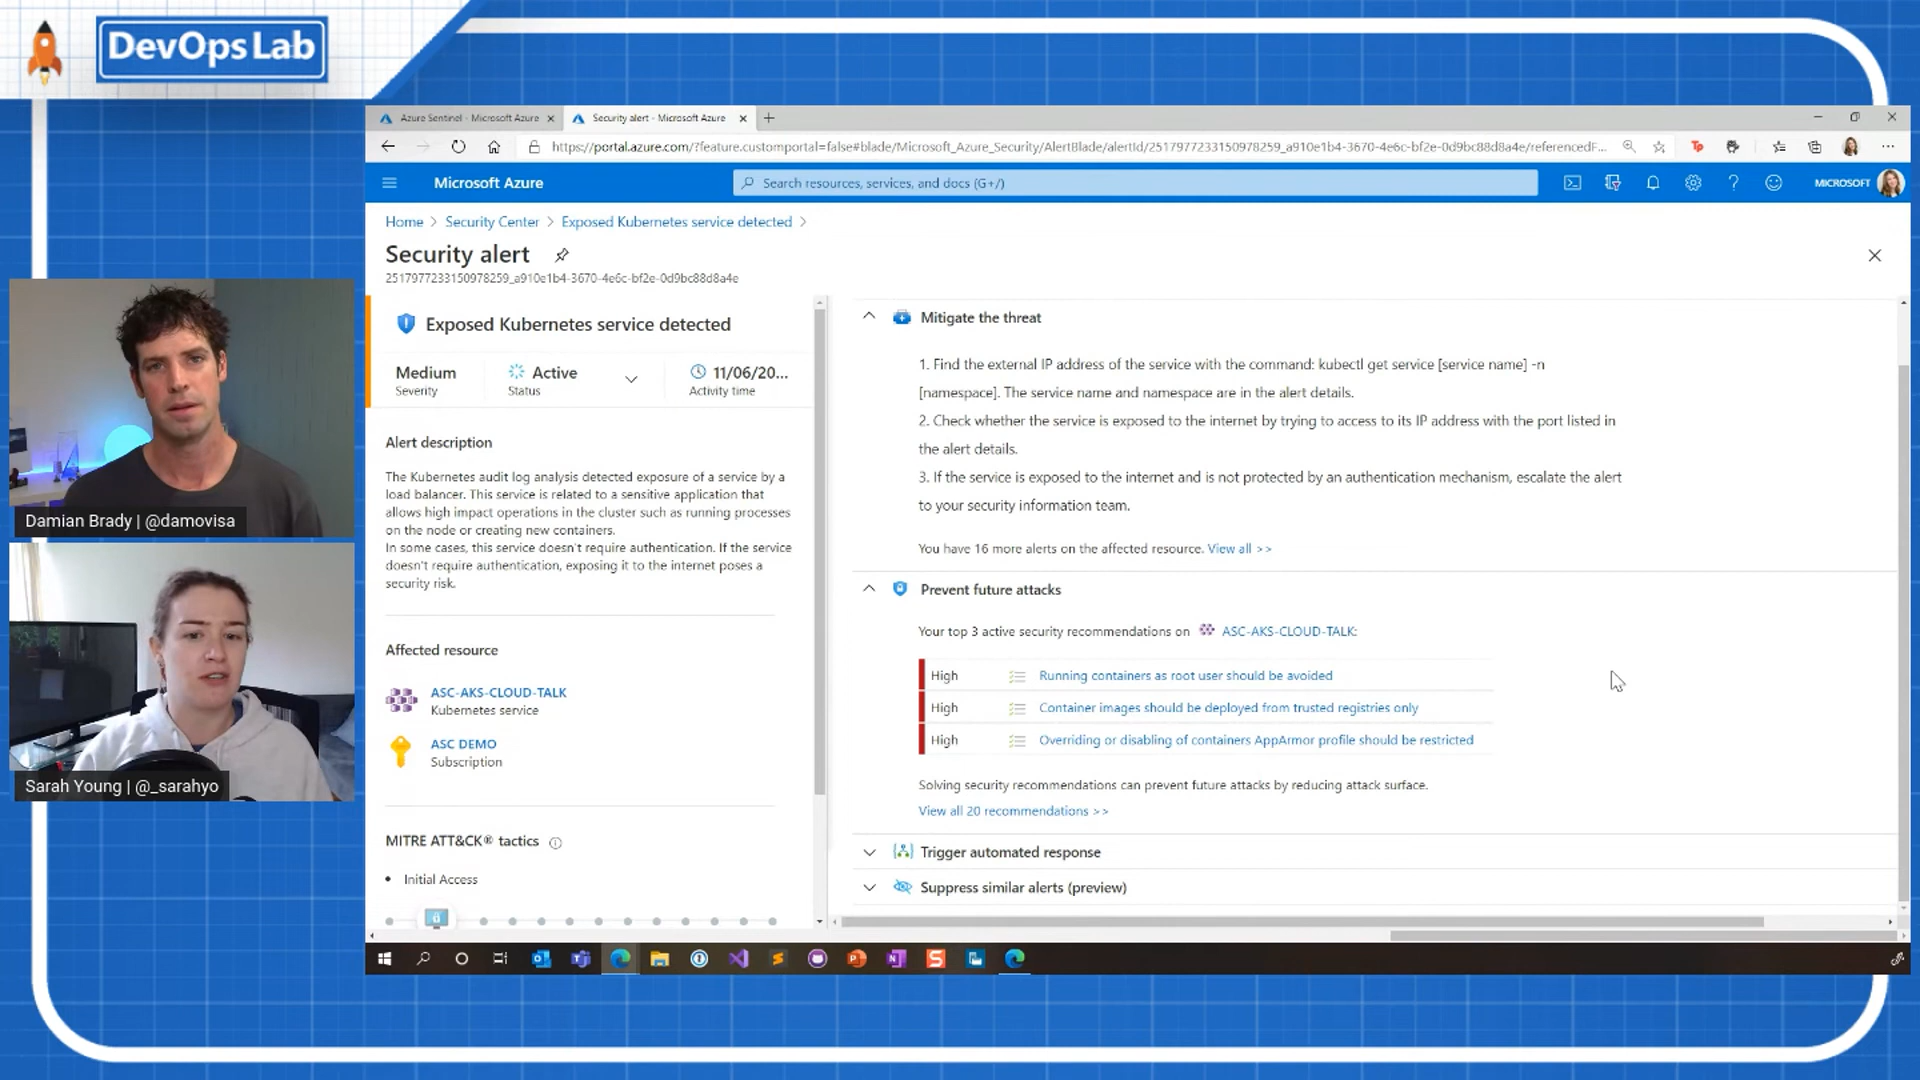 DevOps Lab
Azure Sentinel - Microsoft Azure
Security alert - Microsoft Azure
https://portal.azure.com/?feature.customportal=false#blade/Microsoft_Azure_Security/AlertBlade/alertId/2517977233150978259_a910e1b4-3670-4e6c-bf2e-0d9bc88d8a4e/referencedF...
Microsoft Azure
Search resources, services, and docs (G+/)
MICROSOFT
Home > Security Center > Exposed Kubernetes service detected >
Security alert
2517977233150978259_a910e1b4-3670-4e6c-bf2e-0d9bc88d8a4e
Exposed Kubernetes service detected
Medium
Severity
Active
Status
11/06/20...
Activity time
Alert description
The Kubernetes audit log analysis detected exposure of a service by a
load balancer. This service is related to a sensitive application that
allows high impact operations in the cluster such as running processes
on the node or creating new containers.
In some cases, this service doesn't require authentication. If the service
doesn't require authentication, exposing it to the internet poses a
security risk.
Affected resource
ASC-AKS-CLOUD-TALK
Kubernetes service
ASC DEMO
Subscription
MITRE ATT&CK® tactics
Initial Access
Mitigate the threat
1. Find the external IP address of the service with the command: kubectl get service [service name] -n
[namespace]. The service name and namespace are in the alert details.
2. Check whether the service is exposed to the internet by trying to access to its IP address with the port listed in
the alert details.
3. If the service is exposed to the internet and is not protected by an authentication mechanism, escalate the alert
to your security information team.
You have 16 more alerts on the affected resource. View all >>
Prevent future attacks
Your top 3 active security recommendations on ASC-AKS-CLOUD-TALK:
High Running containers as root user should be avoided
High Container images should be deployed from trusted registries only
High Overriding or disabling of containers AppArmor profile should be restricted
Solving security recommendations can prevent future attacks by reducing attack surface.
View all 20 recommendations >>
Trigger automated response
Suppress similar alerts (preview)
Damian Brady | @damovisa
Sarah Young | @_sarahyo